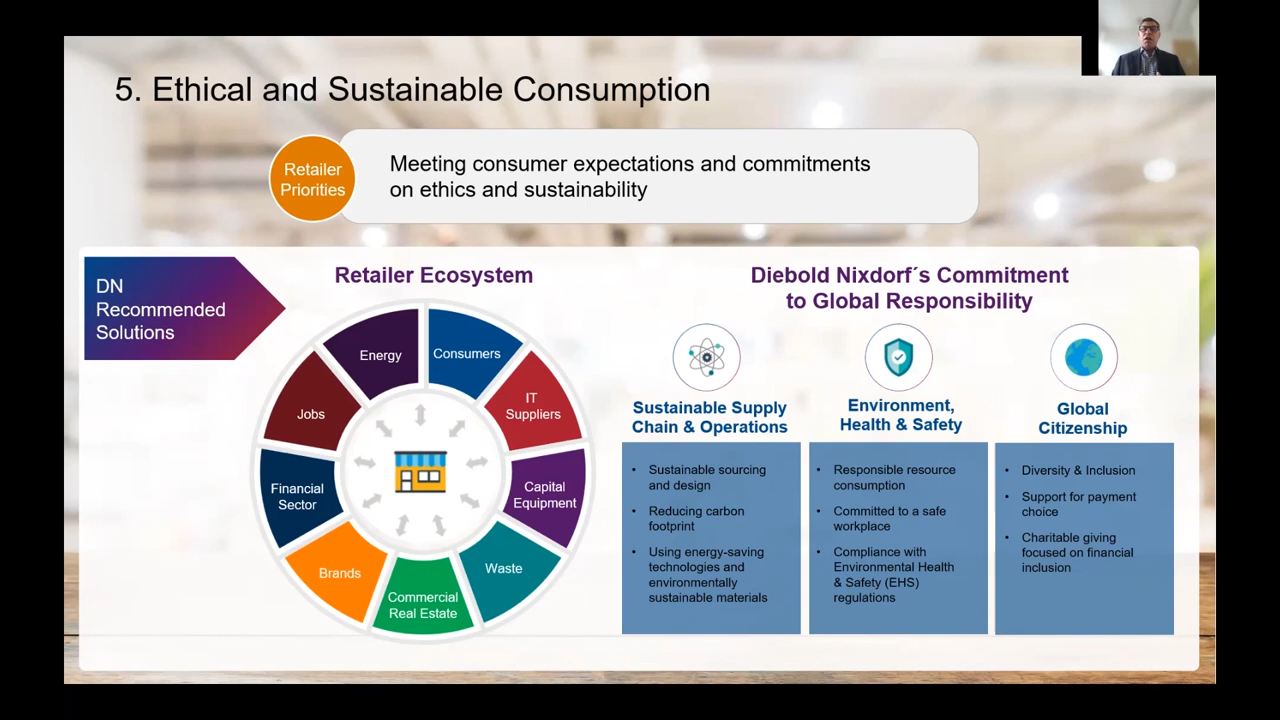 5. Ethical and Sustainable Consumption
Retailer
Priorities
Meeting consumer expectations and commitments
on ethics and sustainability
DN
Recommended
Solutions
Retailer Ecosystem
Energy
Consumers
IT
Suppliers
Capital
Equipment
Waste
Commercial
Real Estate
Brands
Financial
Sector
Jobs
Diebold Nixdorf´s Commitment
to Global Responsibility
Sustainable Supply
Chain & Operations
• Sustainable sourcing
and design
• Reducing carbon
footprint
• Using energy-saving
technologies and
environmentally
sustainable materials
Environment,
Health & Safety
• Responsible resource
consumption
• Committed to a safe
workplace
• Compliance with
Environmental Health
& Safety (EHS)
regulations
Global
Citizenship
• Diversity & Inclusion
• Support for payment
choice
• Charitable giving
focused on financial
inclusion